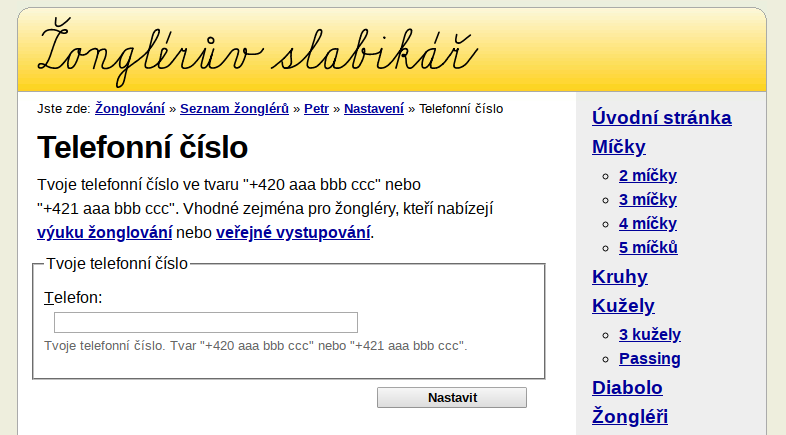 Žonglérův slabikář
Jste zde: Žonglování » Seznam žonglérů » Petr » Nastavení » Telefonní číslo
Telefonní číslo
Tvoje telefonní číslo ve tvaru "+420 aaa bbb ccc" nebo
"+421 aaa bbb ccc". Vhodné zejména pro žongléry, kteří nabízejí
výuku žonglování nebo veřejné vystupování.
Tvoje telefonní číslo
Telefon:
Tvoje telefonní číslo. Tvar "+420 aaa bbb ccc" nebo "+421 aaa bbb ccc".
Nastavit
Úvodní stránka
Míčky
2 míčky
3 míčky
4 míčky
5 míčků
Kruhy
Kužely
3 kužely
Passing
Diabolo
Žongléři